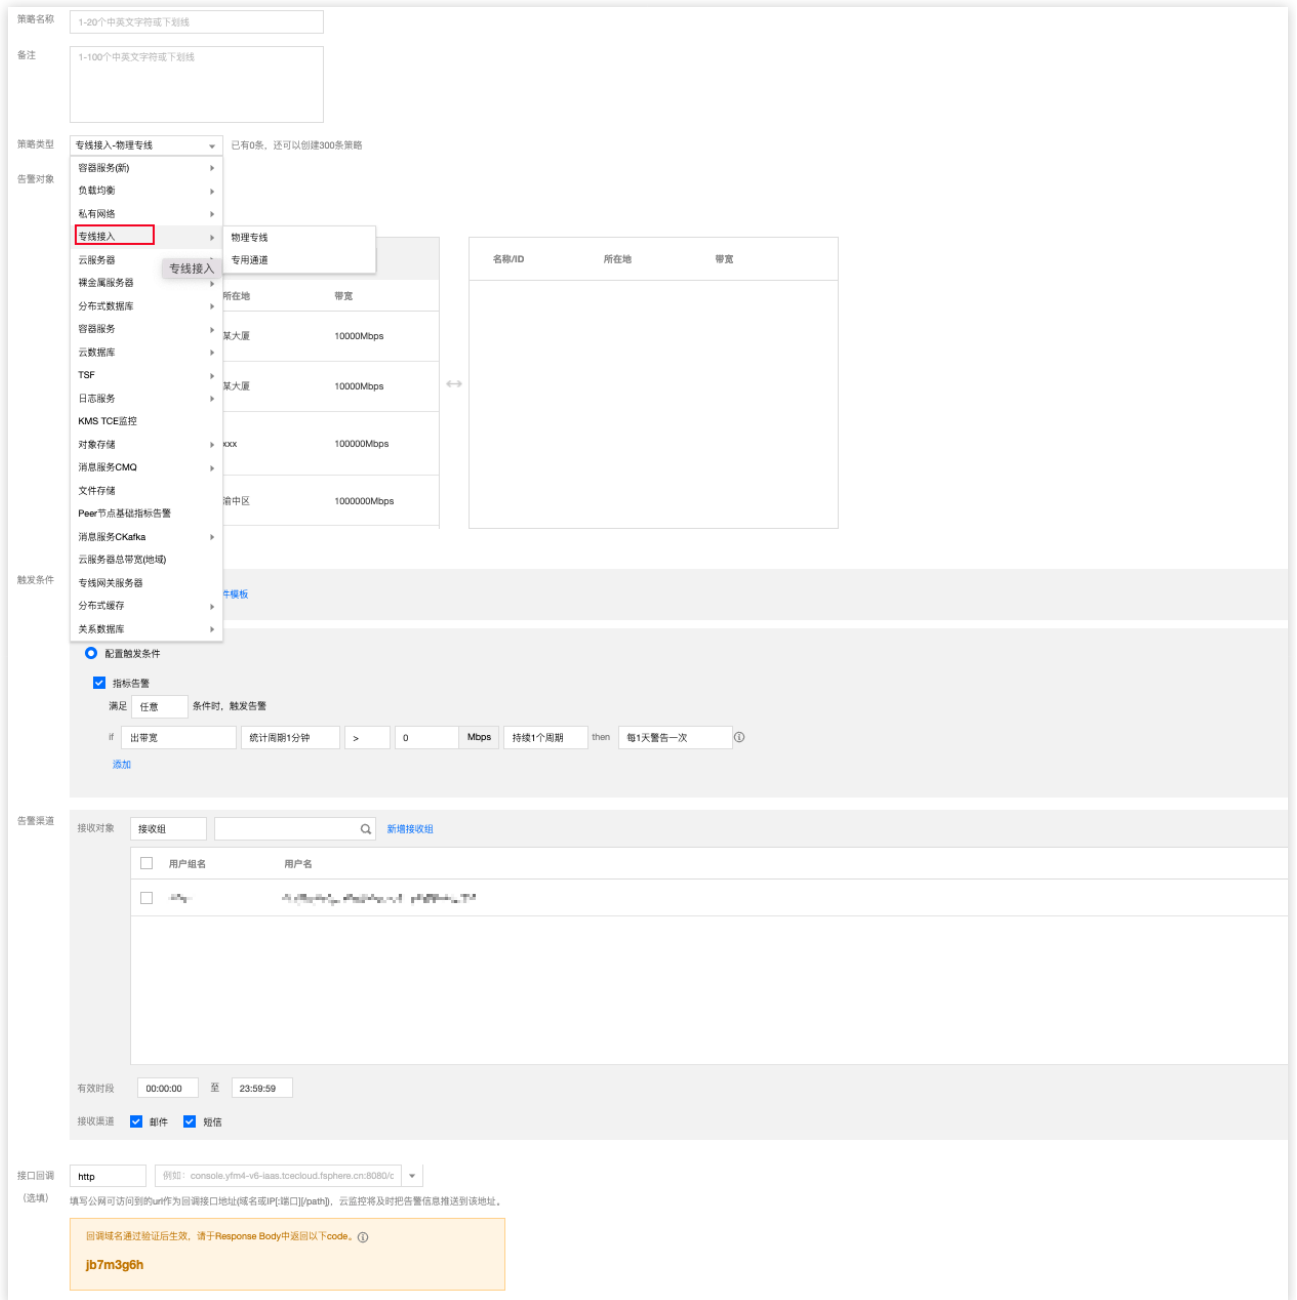 策略名称
1-20个中英文字符或下划线
备注
1-100个中英文字符或下划线
策略类型
专线接入-物理专线
已有0条，还可以创建300条策略
告警对象
容器服务(新)
负载均衡
私有网络
专线接入
物理专线
云服务器
专线接入
专用通道
裸金属服务器
分布式数据库
容器服务
云数据库
TSF
日志服务
KMS TCE监控
对象存储
消息服务CMQ
文件存储
Peer节点基础指标告警
消息服务CKafka
云服务器总带宽(地域)
专线网关服务器
分布式缓存
关系数据库
所在地 带宽
某大厦 10000Mbps
某大厦 10000Mbps
xxx 100000Mbps
渝中区 1000000Mbps
名称/ID 所在地 带宽
触发条件
件模板
配置触发条件
指标告警
满足 任意 条件时，触发告警
if 出带宽 统计周期1分钟 > 0 Mbps 持续1个周期 then 每1天警告一次
添加
告警渠道
接收对象 接收组 新增接收组
用户组名 用户名
有效时段 00:00:00 至 23:59:59
接收渠道 邮件 短信
接口回调
（选填）
http 例如：console.yfm4-v6-iaas.tcecloud.fsphere.cn:8080/c
填写公网可访问到的url作为回调接口地址(域名或IP[:端口][/path])，云监控将及时把告警信息推送到该地址。
回调域名通过验证后生效，请于Response Body中返回以下code。
jb7m3g6h